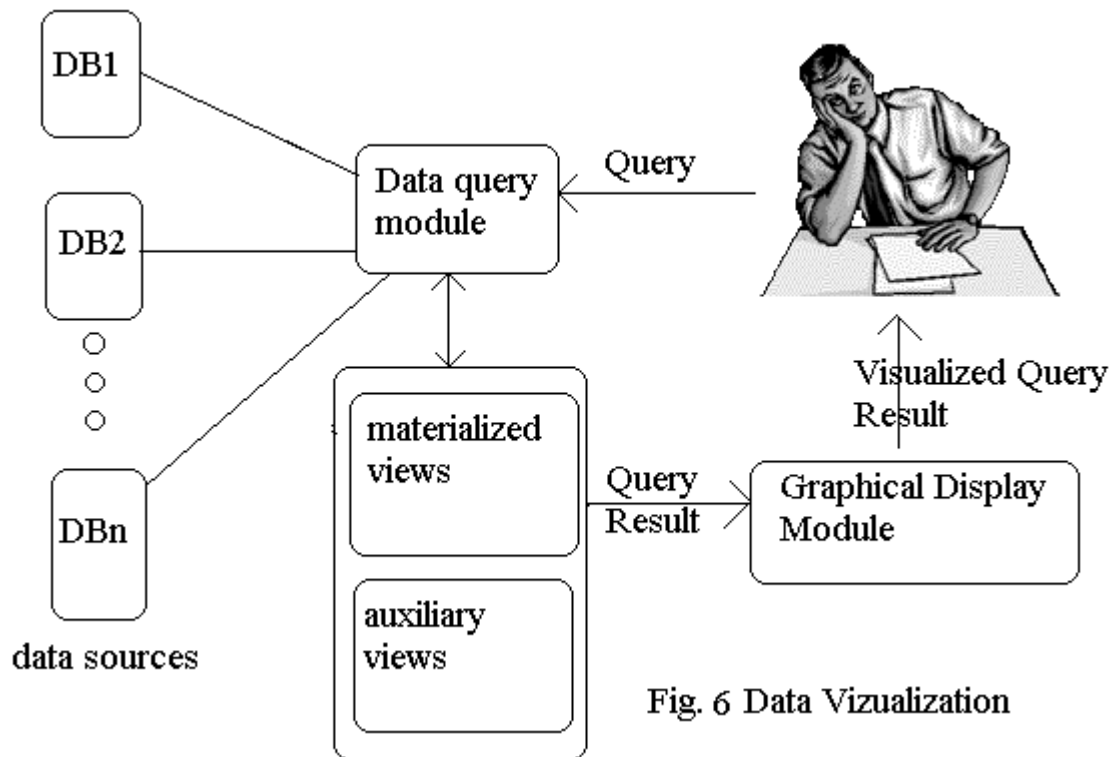 DB1
DB2
DBn
data sources
Data query
module
Query
materialized
views
auxiliary
views
Query
Result
Graphical Display
Module
Visualized Query
Result
Fig. 6 Data Vizualization